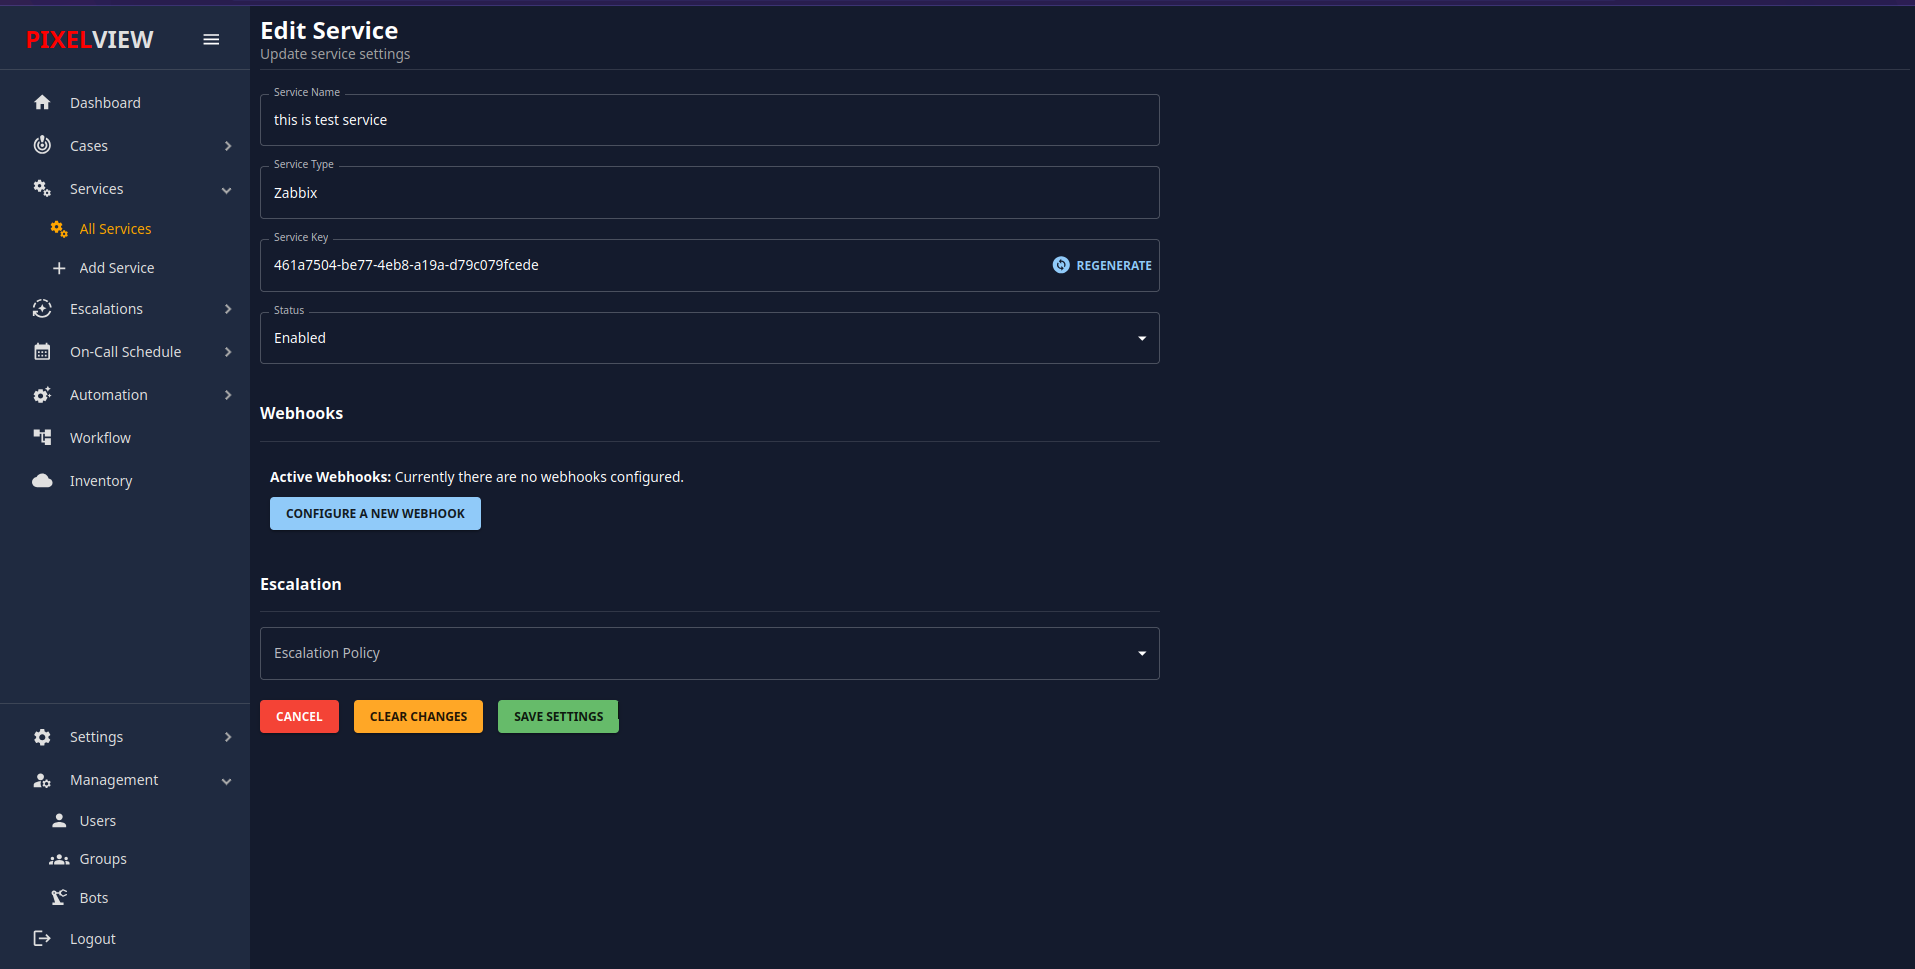 PIXELVIEW
Dashboard
Cases
Services
All Services
Add Service
Escalations
On-Call Schedule
Automation
Workflow
Inventory
Settings
Management
Users
Groups
Bots
Logout
Edit Service
Update service settings
Service Name
this is test service
Service Type
Zabbix
Service Key
461a7504-be77-4eb8-a19a-d79c079fcede REGENERATE
Status
Enabled
Webhooks
Active Webhooks: Currently there are no webhooks configured.
CONFIGURE A NEW WEBHOOK
Escalation
Escalation Policy
CANCEL CLEAR CHANGES SAVE SETTINGS